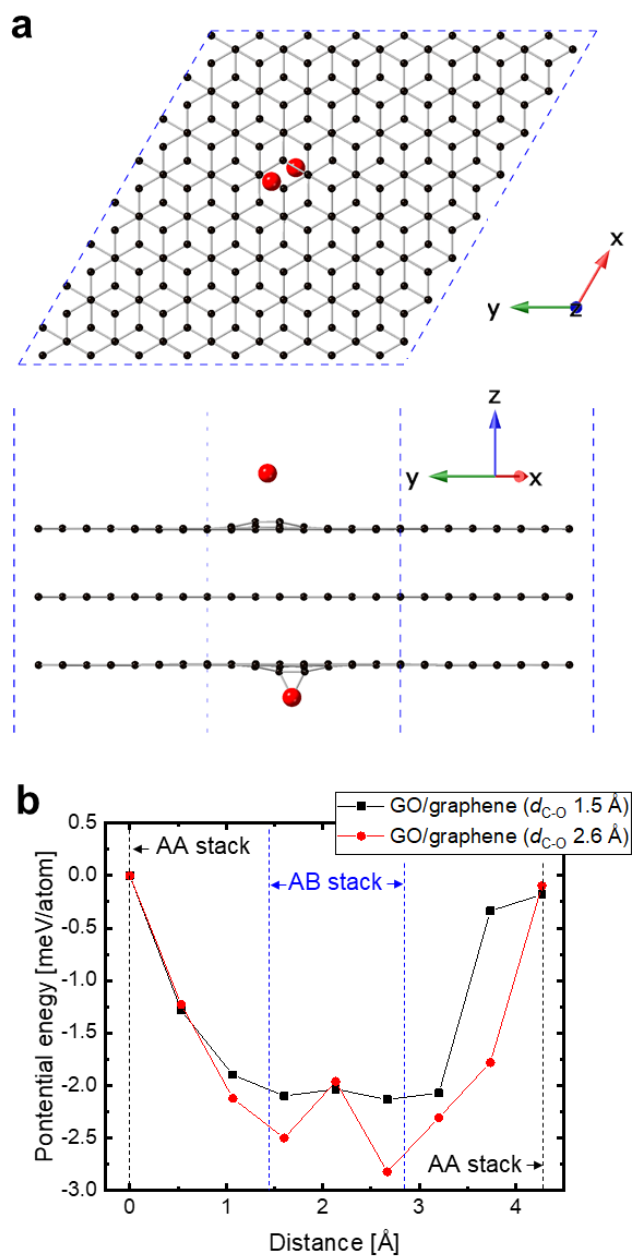 a
x
y
z
z
y
x
b
GO/graphene (dC-O 1.5 Å)
GO/graphene (dC-O 2.6 Å)
0.5
0.0
-0.5
-1.0
-1.5
-2.0
-2.5
-3.0
AA stack
AB stack
AA stack
Pontential enegy [meV/atom]
0
1
2
3
4
Distance [Å]